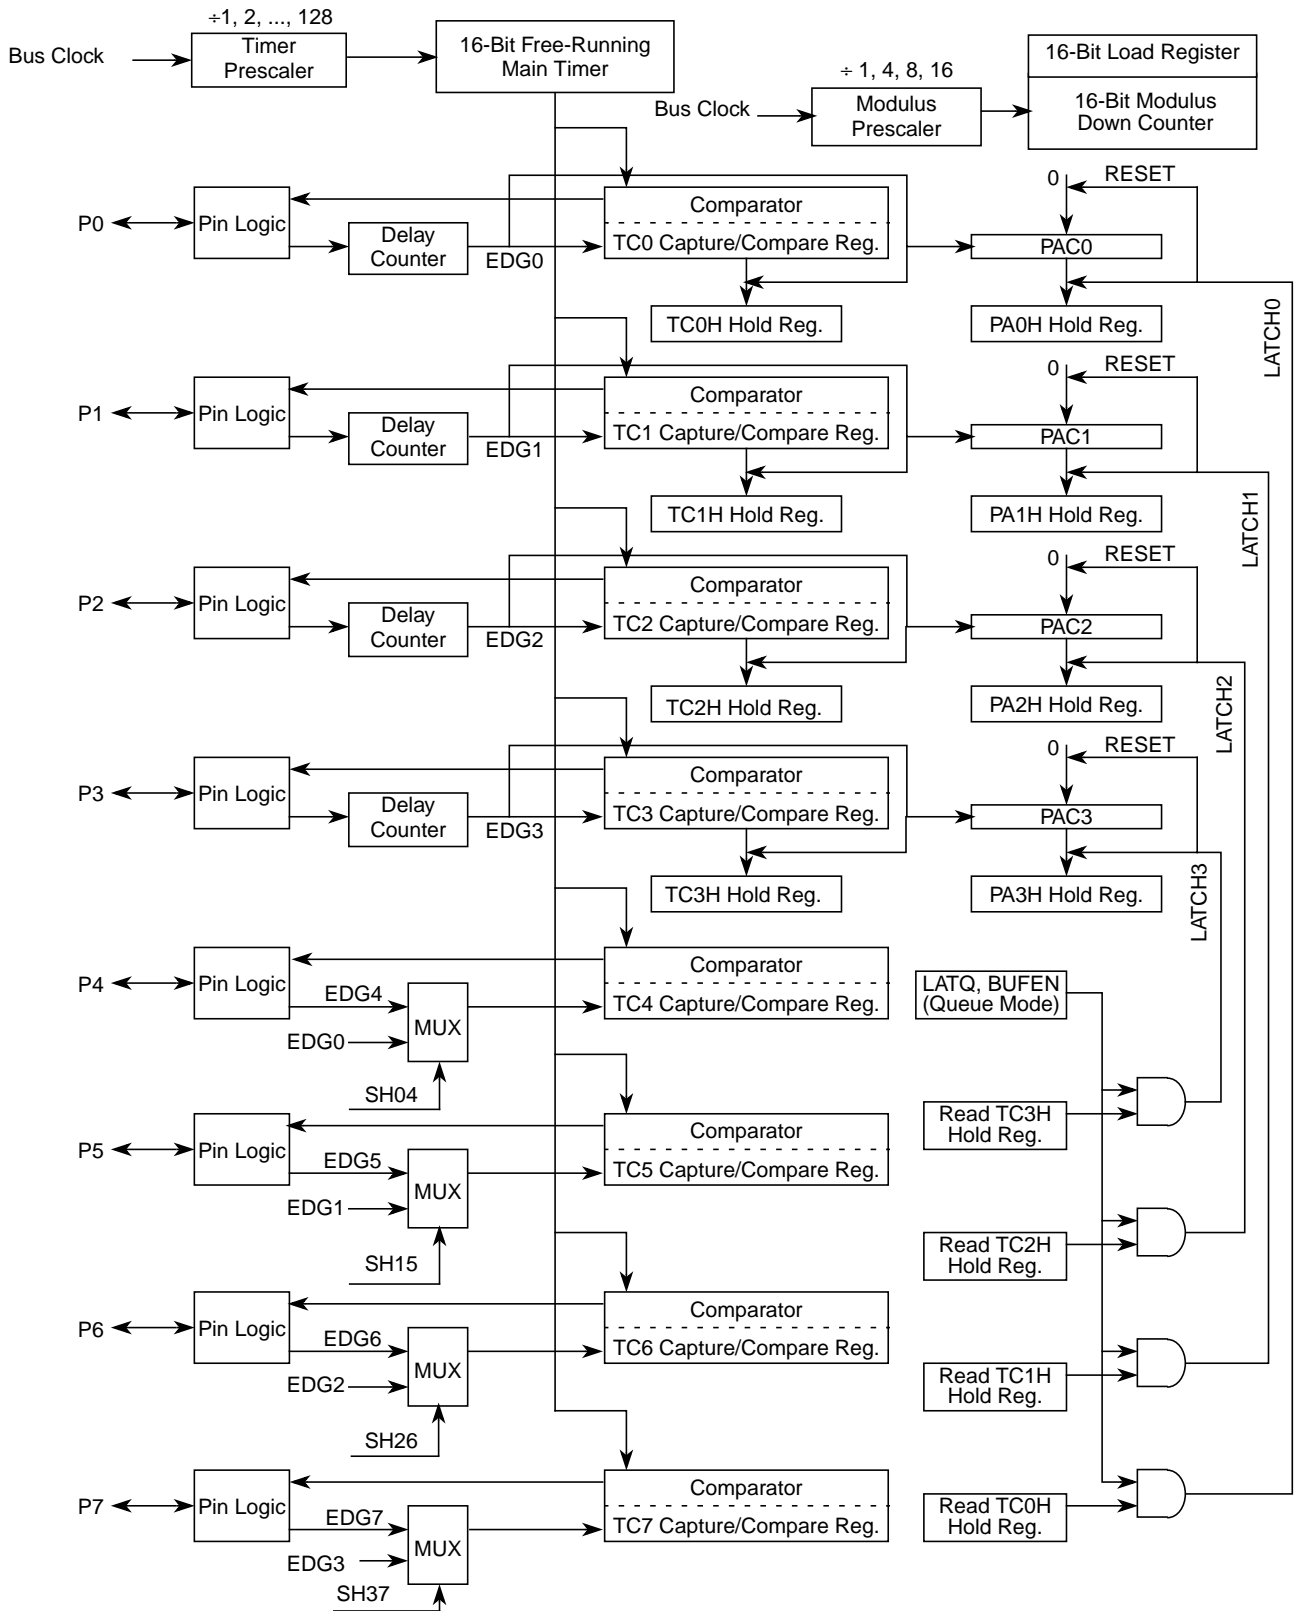 ÷1, 2, ..., 128
Bus Clock
Timer
Prescaler
16-Bit Free-Running
Main Timer
÷ 1, 4, 8, 16
Bus Clock
Modulus
Prescaler
16-Bit Load Register
16-Bit Modulus
Down Counter
P0
Pin Logic
Delay
Counter
EDG0
Comparator
TC0 Capture/Compare Reg.
TC0H Hold Reg.
0
RESET
PAC0
PA0H Hold Reg.
LATCH0
P1
Pin Logic
Delay
Counter
EDG1
Comparator
TC1 Capture/Compare Reg.
TC1H Hold Reg.
0
RESET
PAC1
PA1H Hold Reg.
LATCH1
P2
Pin Logic
Delay
Counter
EDG2
Comparator
TC2 Capture/Compare Reg.
TC2H Hold Reg.
0
RESET
PAC2
PA2H Hold Reg.
LATCH2
P3
Pin Logic
Delay
Counter
EDG3
Comparator
TC3 Capture/Compare Reg.
TC3H Hold Reg.
0
RESET
PAC3
PA3H Hold Reg.
LATCH3
P4
Pin Logic
EDG4
EDG0
MUX
SH04
Comparator
TC4 Capture/Compare Reg.
LATQ, BUFEN
(Queue Mode)
P5
Pin Logic
EDG5
EDG1
MUX
SH15
Comparator
TC5 Capture/Compare Reg.
Read TC3H
Hold Reg.
Read TC2H
Hold Reg.
P6
Pin Logic
EDG6
EDG2
MUX
SH26
Comparator
TC6 Capture/Compare Reg.
Read TC1H
Hold Reg.
P7
Pin Logic
EDG7
EDG3
MUX
SH37
Comparator
TC7 Capture/Compare Reg.
Read TC0H
Hold Reg.